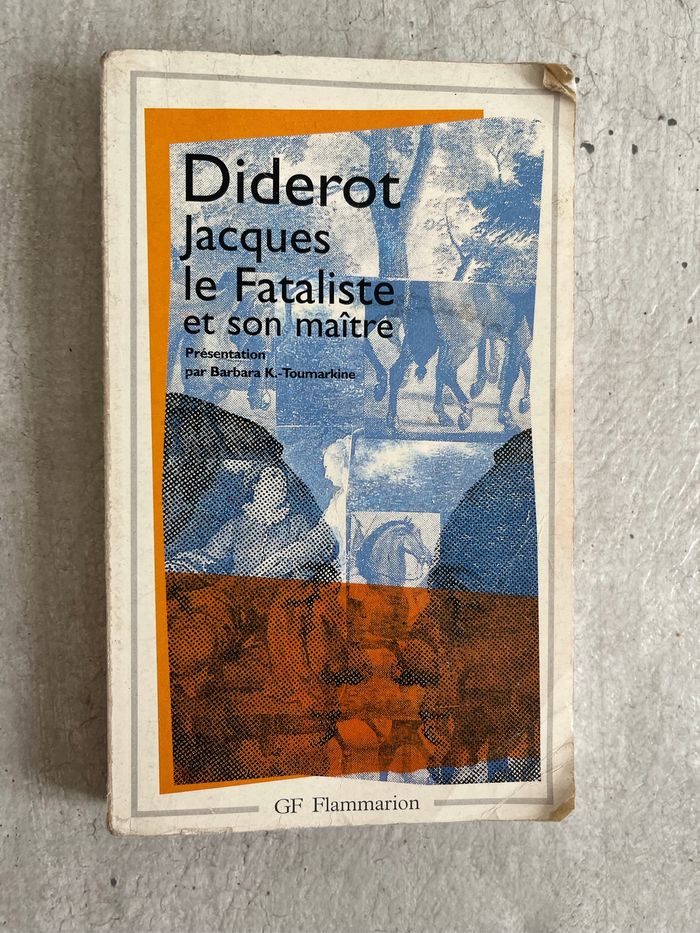 Diderot
Jacques
le Fataliste
et son maître
Présentation
par Barbara K.-Toumarkine
GF Flammarion